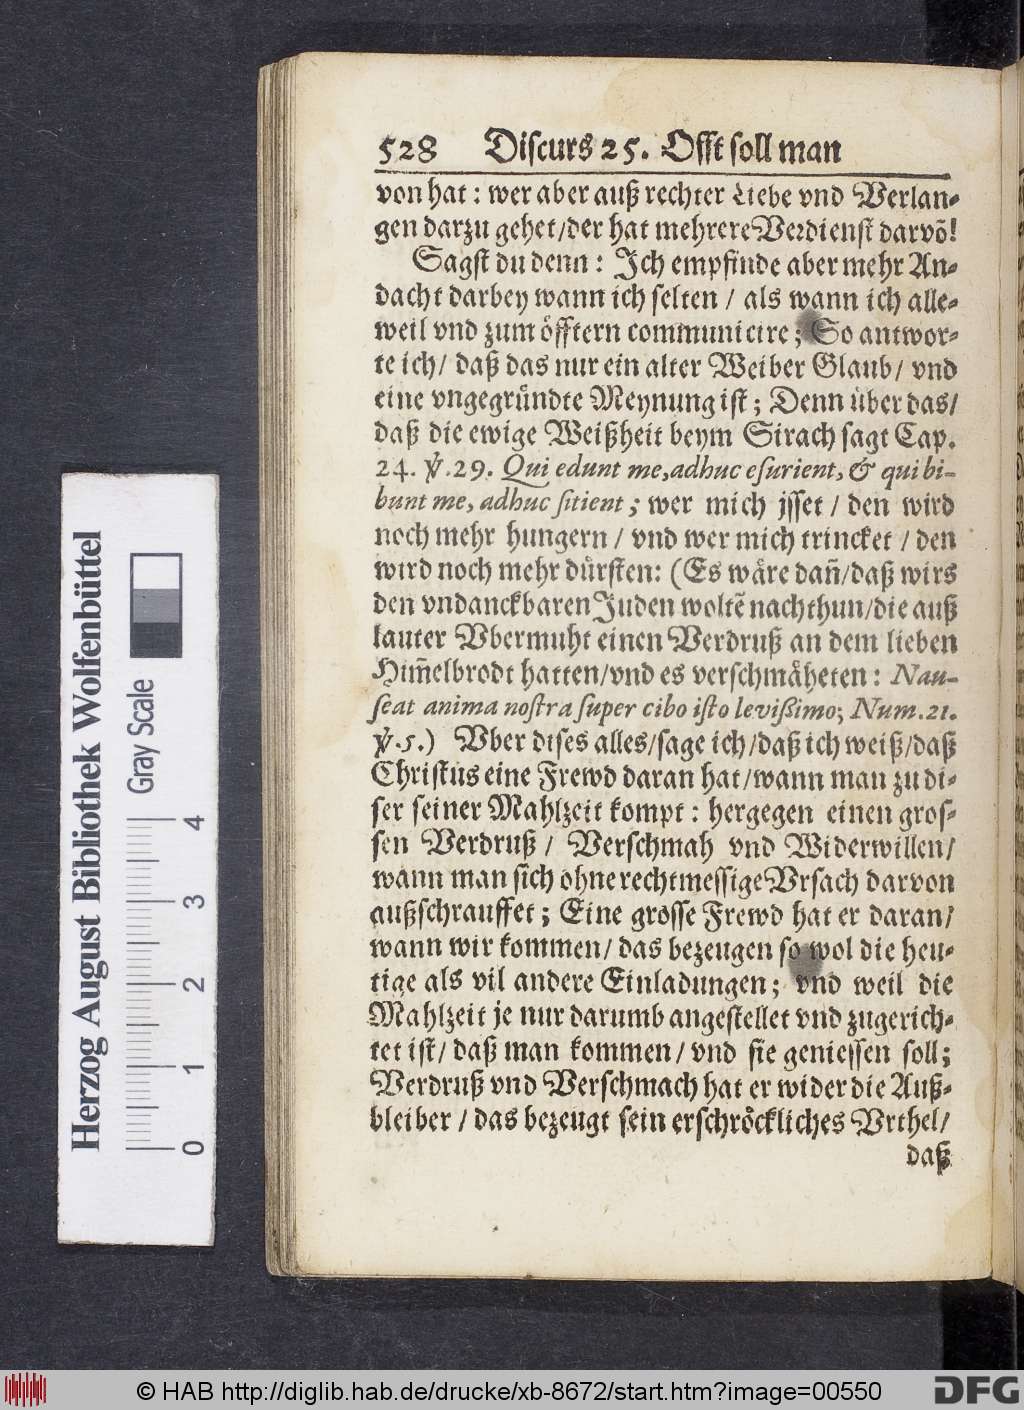 528 Discurs 25. Offt soll man
von hat : wer aber auß rechter Liebe vnd Verlan-
gen darzu gehet/der hat mehrere Verdienst darvõ!
Sagst du denn : Ich empfinde aber mehr An-
dacht darbey wann ich selten / als wann ich alle-
weil vnd zum öfftern communicire ; So antwor-
te ich/ daß das nur ein alter Weiber Glaub/ vnd
eine vngegründte Meynung ist ; Denn über das/
daß die ewige Weißheit beym Sirach sagt Cap.
24. ℣.29. Qui edunt me, adhuc esurient, & qui bi-
bunt me, adhuc sitient ; wer mich jsset / den wird
noch mehr hungern / vnd wer mich trincket / den
wird noch mehr dürsten: (Es wäre dañ/daß wirs
den vndanckbaren Juden woltẽ nachthun/die auß
lauter Vbermuht einen Verdruß an dem lieben
Him̃elbrodt hatten/vnd es verschmäheten : Nau-
seat anima nostra super cibo isto levißimo; Num.21.
℣.5.) Vber dises alles/sage ich/daß ich weiß/daß
Christus eine Frewd daran hat/wann man zu di-
ser seiner Mahlzeit kompt : hergegen einen gros-
sen Verdruß / Verschmah vnd Widerwillen/
wann man sich ohne rechtmessige Vrsach darvon
außschrauffet ; Eine grosse Frewd hat er daran/
wann wir kommen/ das bezeugen so wol die heu-
tige als vil andere Einladungen ; vnd weil die
Mahlzeit je nur darumb angestellet vnd zugerich-
tet ist/ daß man kommen/ vnd sie geniessen soll;
Verdruß vnd Verschmach hat er wider die Auß-
bleiber / das bezeugt sein erschröckliches Vrthel/
daß
Herzog August Bibliothek Wolfenbüttel
Gray Scale
0 1 2 3 4
© HAB http://diglib.hab.de/drucke/xb-8672/start.htm?image=00550
DFG